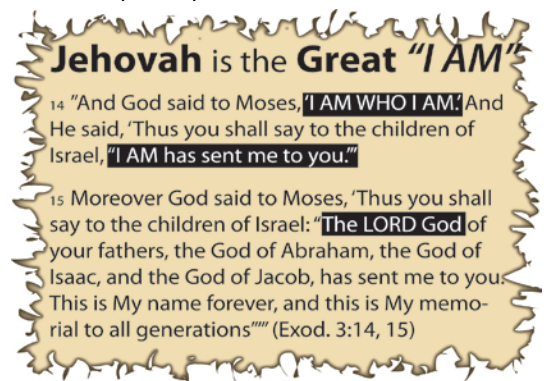 Jehovah is the Great "I AM"
14 "And God said to Moses, 'I AM WHO I AM.' And
He said, 'Thus you shall say to the children of
Israel, "I AM has sent me to you."'
15 Moreover God said to Moses, 'Thus you shall
say to the children of Israel: "The LORD God of
your fathers, the God of Abraham, the God of
Isaac, and the God of Jacob, has sent me to you.
This is My name forever, and this is My memo-
rial to all generations"'" (Exod. 3:14, 15)